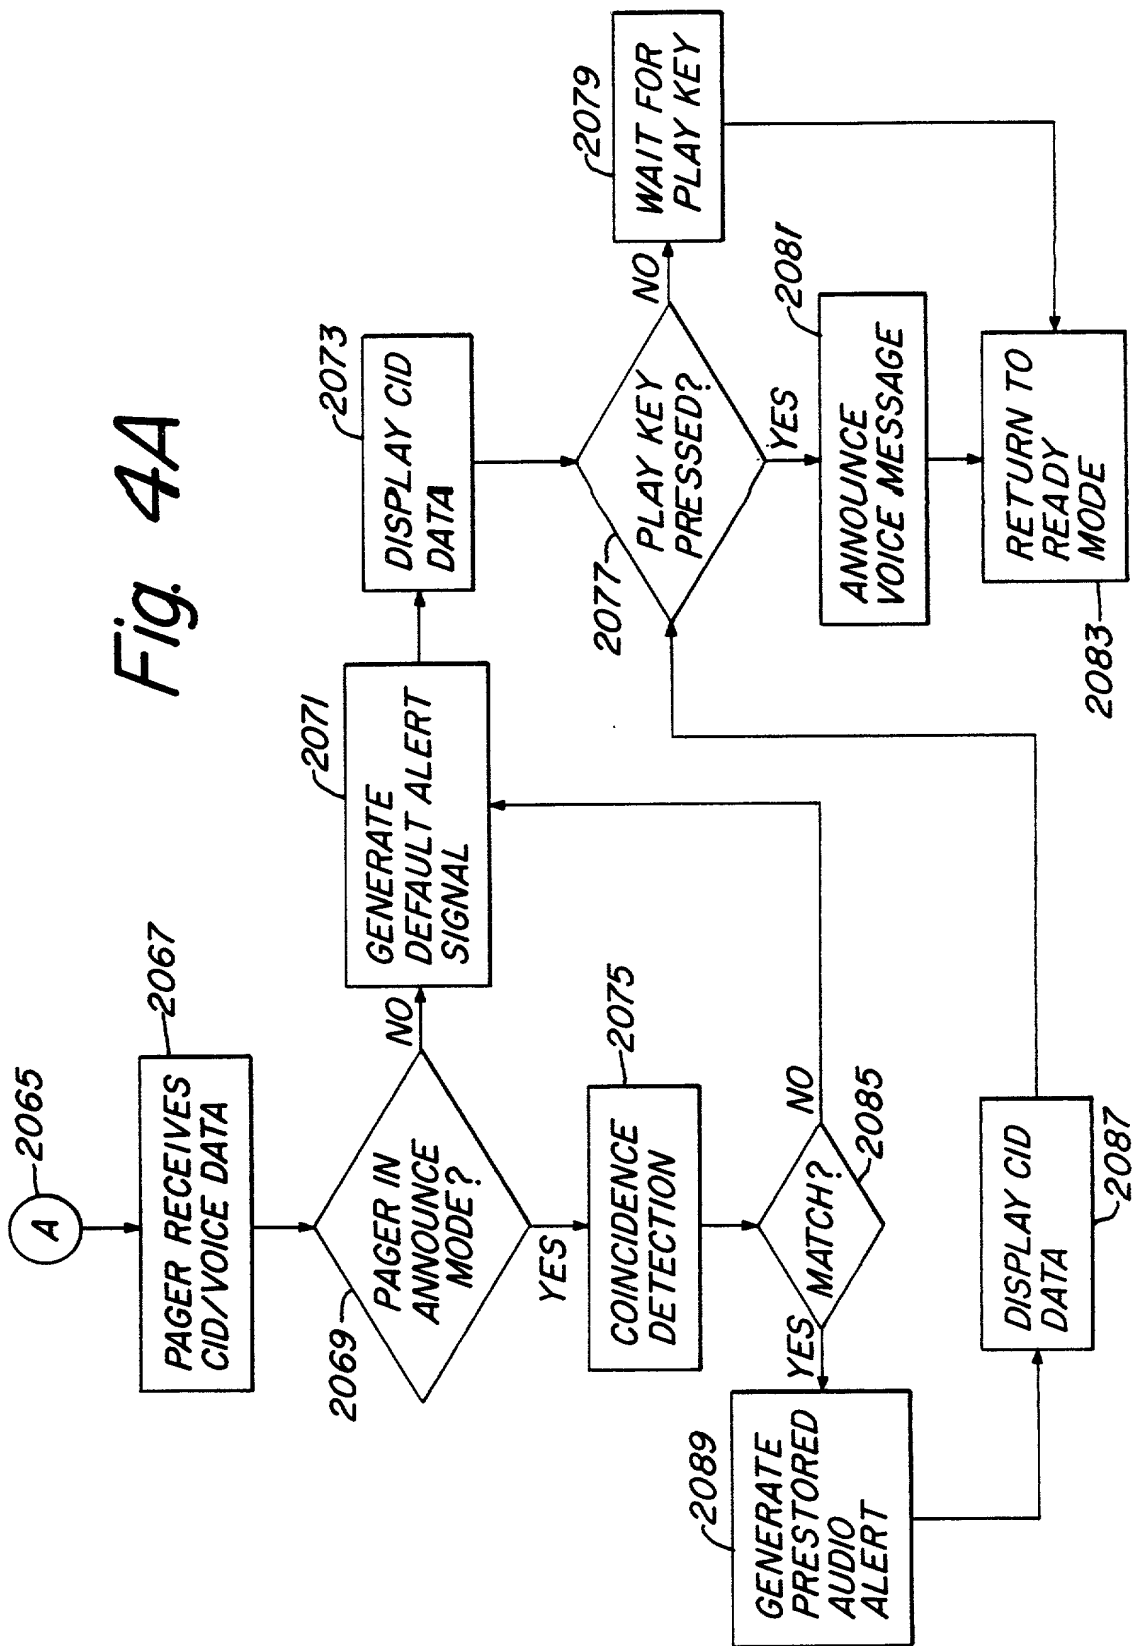 Fig. 4A
A
2065
PAGER RECEIVES
CID/VOICE DATA
2067
PAGER IN
ANNOUNCE
MODE?
2069
NO
YES
GENERATE
DEFAULT ALERT
SIGNAL
2071
DISPLAY CID
DATA
2073
COINCIDENCE
DETECTION
2075
MATCH?
2085
NO
YES
GENERATE
PRESTORED
AUDIO
ALERT
2089
DISPLAY CID
DATA
2087
PLAY KEY
PRESSED?
2077
NO
YES
WAIT FOR
PLAY KEY
2079
ANNOUNCE
VOICE MESSAGE
2081
RETURN TO
READY
MODE
2083